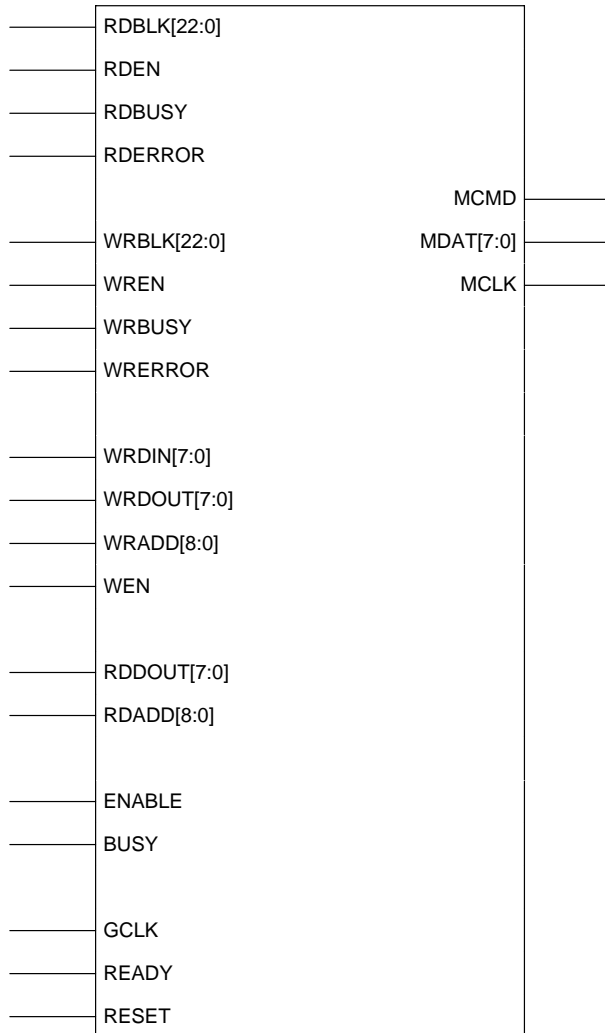 RDBLK[22:0]
RDEN
RDBUSY
RDERROR
MCMD
WRBLK[22:0]
MDAT[7:0]
WREN
MCLK
WRBUSY
WRERROR
WRDIN[7:0]
WRDOUT[7:0]
WRADD[8:0]
WEN
RDDOUT[7:0]
RDADD[8:0]
ENABLE
BUSY
GCLK
READY
RESET